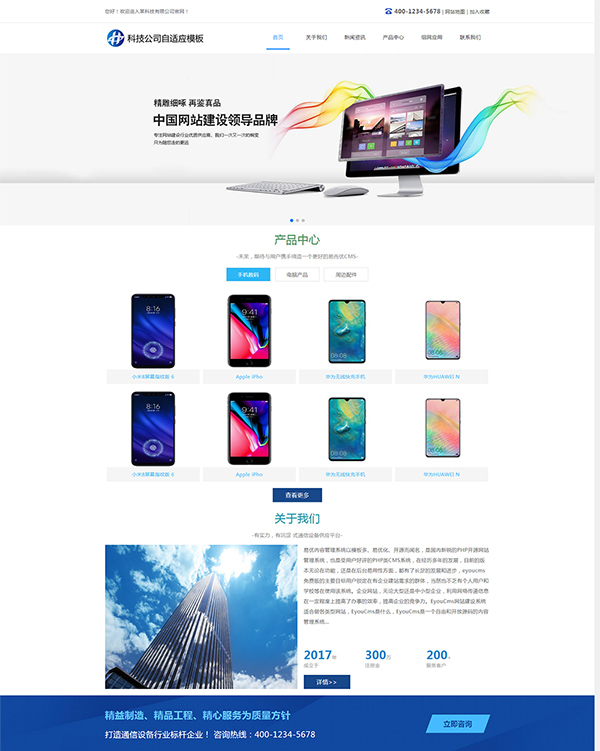 您好！欢迎进入某科技有限公司官网！
400-1234-5678 | 网站地图 | 加入收藏
科技公司自适应模板
首页 关于我们 新闻资讯 产品中心 组网应用 联系我们
精雕细啄 再鉴真品
中国网站建设领导品牌
专注网站建设行业优质供应商，我们一次又一次的蜕变
只为随您走的更远
产品中心
-未来，期待与用户携手缔造一个更好的易尚优CMS-
手机数码 电脑产品 周边配件
小米8屏幕指纹版 6
Apple iPho
华为无线快充手机
华为HUAWEI N
小米8屏幕指纹版 6
Apple iPho
华为无线快充手机
华为HUAWEI N
查看更多
关于我们
-有实力，有沉淀 式通信设备供应平台-
易优内容管理系统以模板多、易优化、开源而闻名，是国内新锐的PHP开源网站
管理系统，也是受用户好评的PHP类CMS系统，在经历多年的发展，目前的版
本无论在功能，还是在后台易用性方面，都有了长足的发展和进步，eyoucms
免费版的主要目标用户锁定在有企业建站需求的群体，当然也不乏有个人用户和
学校等在使用该系统。企业网站，无论大型还是中小型企业，利用网络传递信息
在一定程度上提高了办事的效率，提高企业的竞争力。EyouCms网站建设系统
适合做各类型网站，EyouCms是什么，EyouCms是一个自由和开放源码的内容
管理系统...
2017年 300万 200+
成立于 注册金 服务客户
详情>>
精益制造、精品工程、精心服务为质量方针
打造通信设备行业标杆企业！ 咨询热线：400-1234-5678
立即咨询